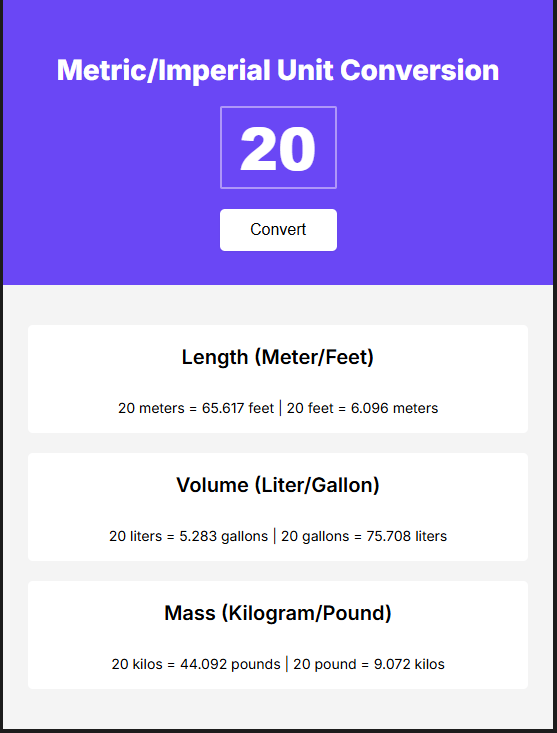 Metric/Imperial Unit Conversion
20
Convert
Length (Meter/Feet)
20 meters = 65.617 feet | 20 feet = 6.096 meters
Volume (Liter/Gallon)
20 liters = 5.283 gallons | 20 gallons = 75.708 liters
Mass (Kilogram/Pound)
20 kilos = 44.092 pounds | 20 pound = 9.072 kilos